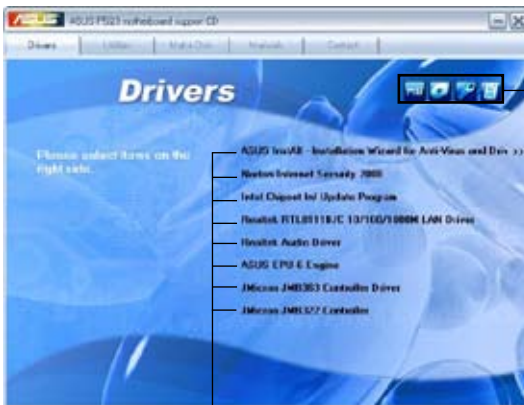 ASUS
ASUS P5Q3 motherboard support CD
Drivers
Utilities
Make Disk
Manuals
Contact
Drivers
Please select items on the
right side.
ASUS InstAll - Installation Wizard for Anti-Virus and Driv >>
Norton Internet Security 2008
Intel Chipset Inf Update Program
Realtek RTL8111B/C 10/100/1000M LAN Driver
Realtek Audio Driver
ASUS EPU 6 Engine
JMicron JMB363 Controller Driver
JMicron JMB322 Controller